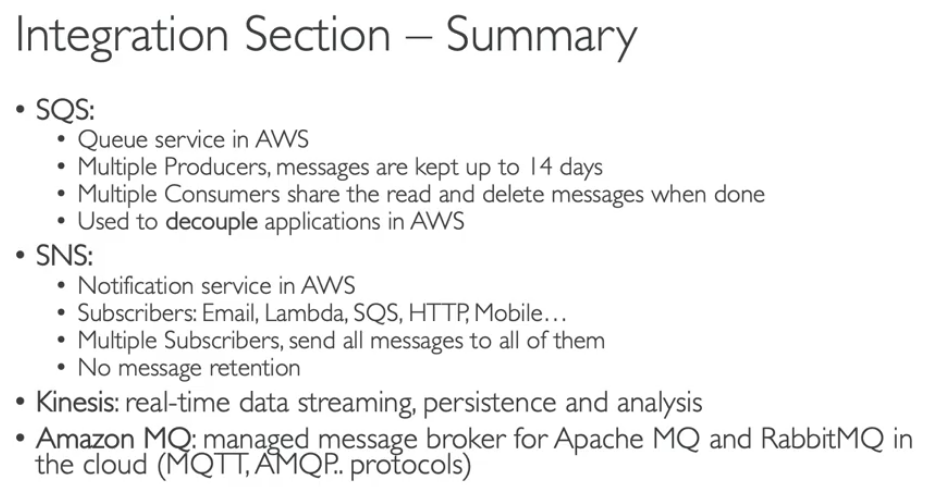 Integration Section – Summary
• SQS:
• Queue service in AWS
• Multiple Producers, messages are kept up to 14 days
• Multiple Consumers share the read and delete messages when done
• Used to decouple applications in AWS
• SNS:
• Notification service in AWS
• Subscribers: Email, Lambda, SQS, HTTP, Mobile…
• Multiple Subscribers, send all messages to all of them
• No message retention
• Kinesis: real-time data streaming, persistence and analysis
• Amazon MQ: managed message broker for Apache MQ and RabbitMQ in
the cloud (MQTT, AMQP.. protocols)